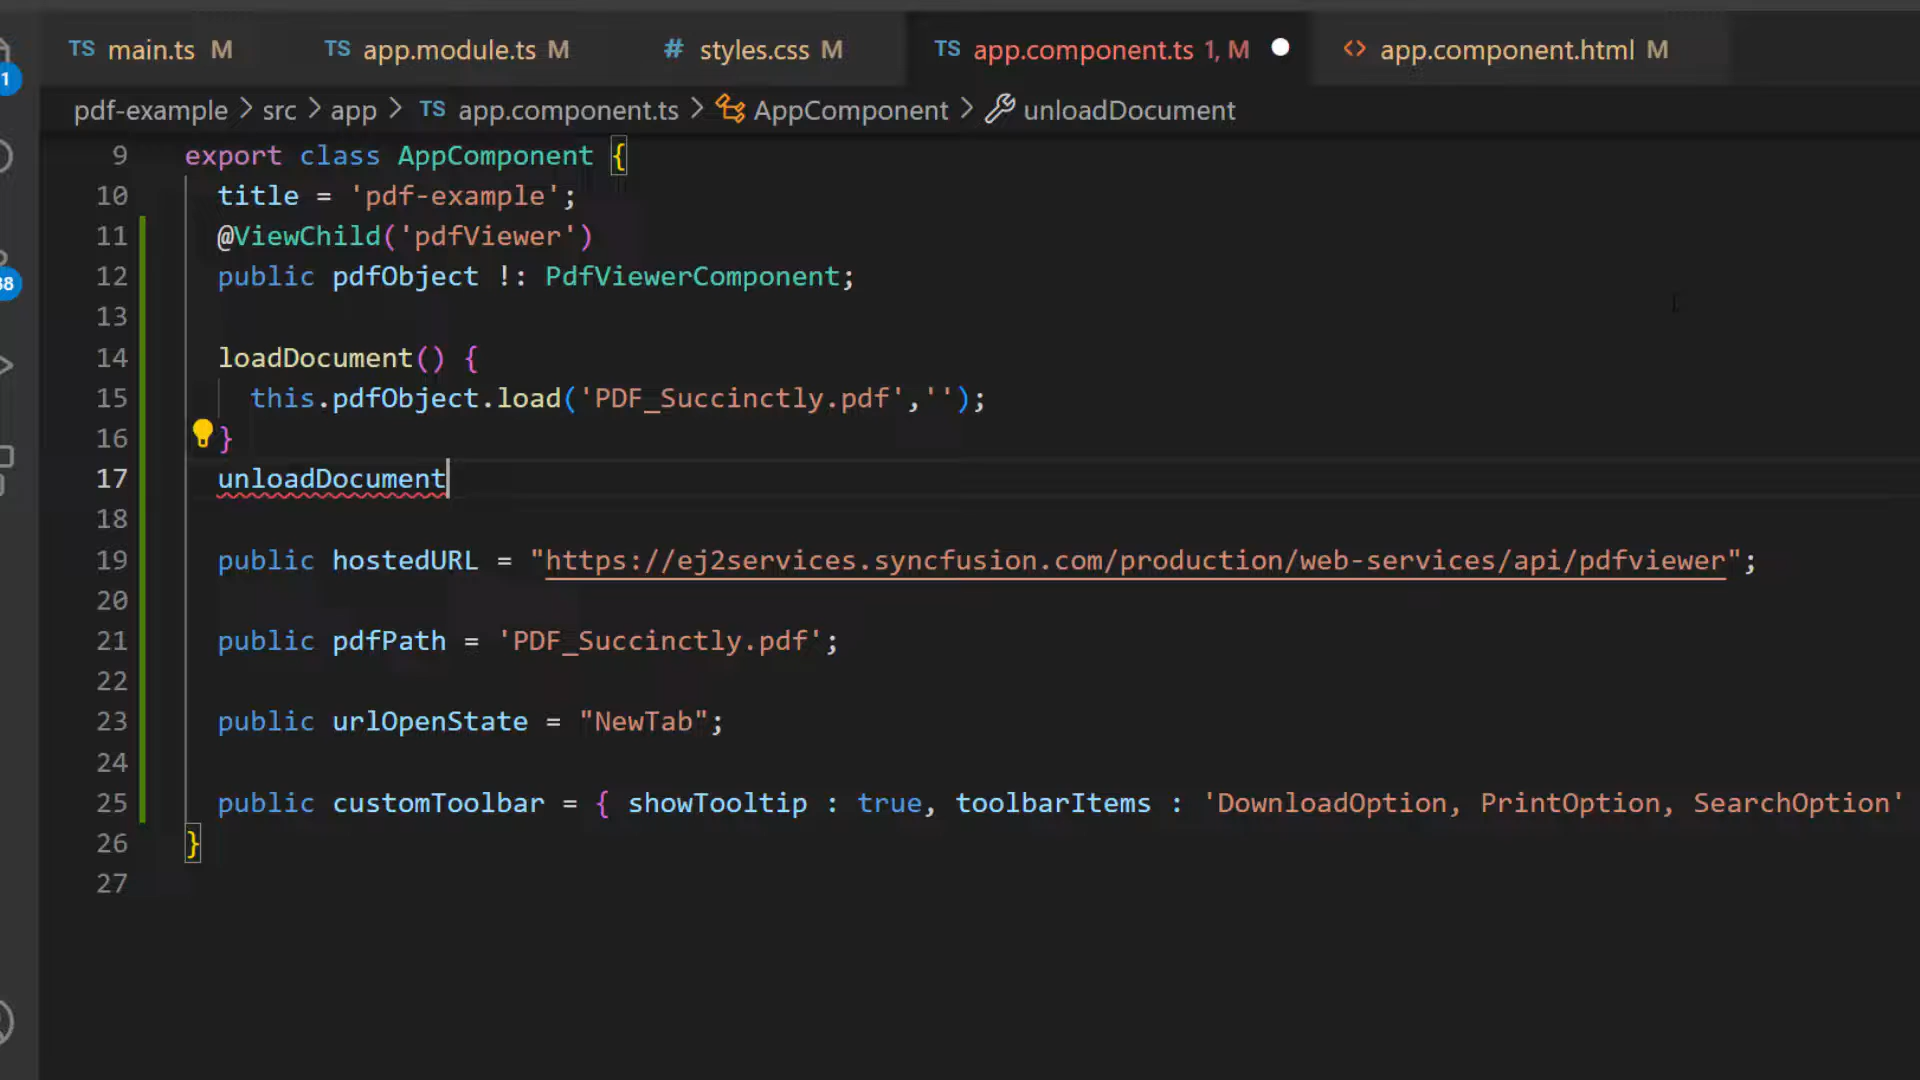 TS main.ts M TS app.module.ts M # styles.css M TS app.component.ts 1, M <> app.component.html M
1
pdf-example > src > app > TS app.component.ts > AppComponent > unloadDocument
9 export class AppComponent {
10 title = 'pdf-example';
11 @ViewChild('pdfViewer')
12 public pdfObject !: PdfViewerComponent;
13
14 loadDocument() {
15 this.pdfObject.load('PDF_Succinctly.pdf','');
16 }
17 unloadDocument
18
19 public hostedURL = "https://ej2services.syncfusion.com/production/web-services/api/pdfviewer";
20
21 public pdfPath = 'PDF_Succinctly.pdf';
22
23 public urlOpenState = "NewTab";
24
25 public customToolbar = { showTooltip : true, toolbarItems : 'DownloadOption, PrintOption, SearchOption'
26 }
27